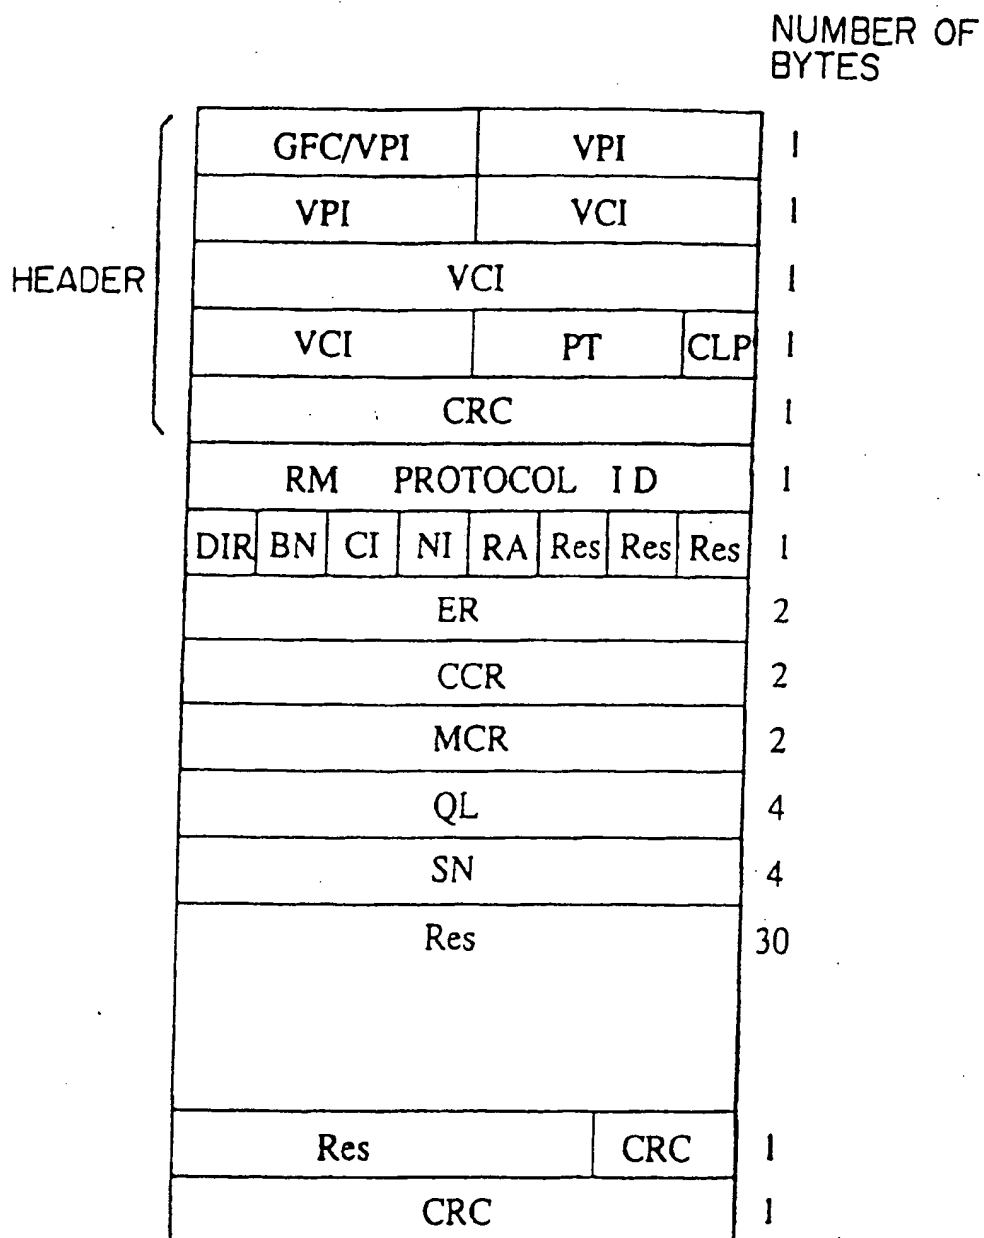 NUMBER OF
BYTES
GFC/VPI VPI 1
VPI VCI 1
HEADER VCI 1
VCI PT CLP 1
CRC 1
RM PROTOCOL ID 1
DIR BN CI NI RA Res Res Res 1
ER 2
CCR 2
MCR 2
QL 4
SN 4
Res 30
Res CRC 1
CRC 1